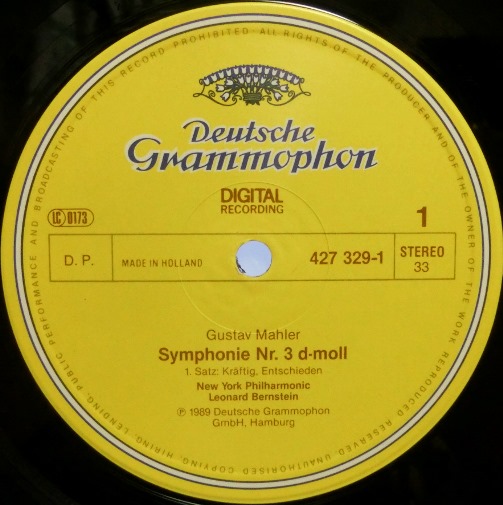 ALL RIGHTS OF THE PRODUCER AND OF THE OWNER OF THE WORK REPRODUCED RESERVED. UNAUTHORISED COPYING, HIRING, LENDING, PUBLIC PERFORMANCE AND BROADCASTING OF THIS RECORD PROHIBITED.
Deutsche
Grammophon
DIGITAL
RECORDING
LC 0173
1
D. P.
MADE IN HOLLAND
427 329-1
STEREO
33
Gustav Mahler
Symphonie Nr. 3 d-moll
1. Satz: Kräftig, Entschieden
New York Philharmonic
Leonard Bernstein
℗ 1989 Deutsche Grammophon
GmbH, Hamburg